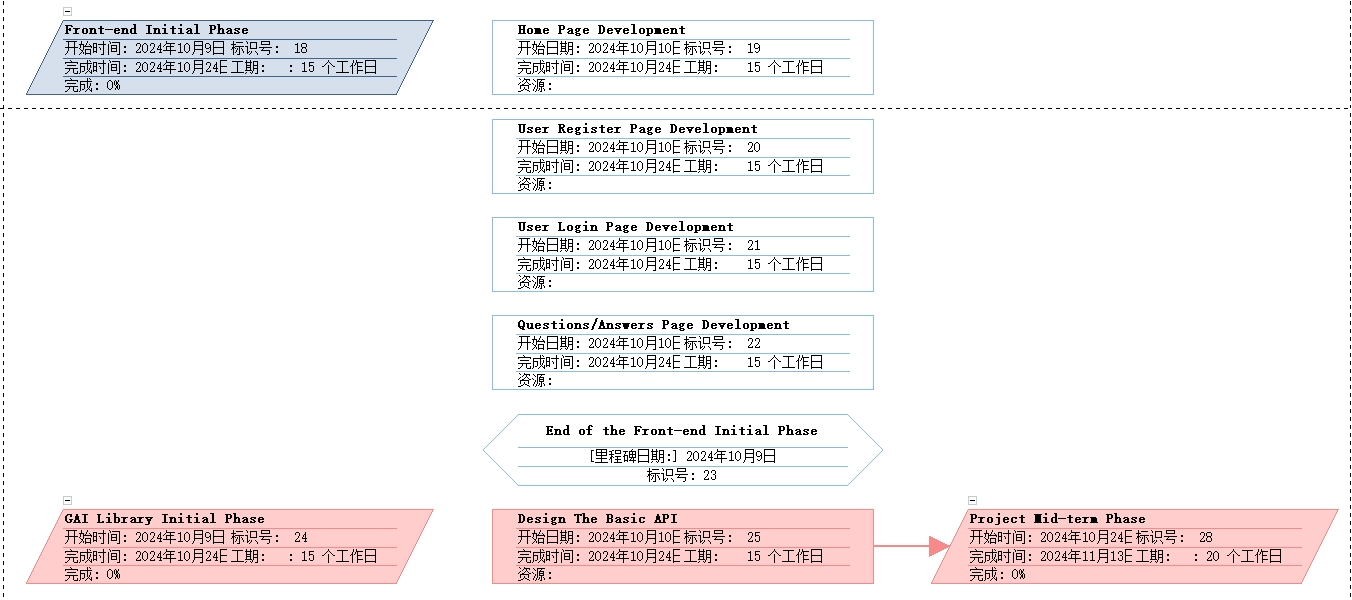 Front-end Initial Phase
开始时间: 2024年10月9日 标识号: 18
完成时间: 2024年10月24日 工期: : 15 个工作日
完成: 0%
Home Page Development
开始日期: 2024年10月10日 标识号: 19
完成时间: 2024年10月24日 工期: 15 个工作日
资源:
User Register Page Development
开始日期: 2024年10月10日 标识号: 20
完成时间: 2024年10月24日 工期: 15 个工作日
资源:
User Login Page Development
开始日期: 2024年10月10日 标识号: 21
完成时间: 2024年10月24日 工期: 15 个工作日
资源:
Questions/Answers Page Development
开始日期: 2024年10月10日 标识号: 22
完成时间: 2024年10月24日 工期: 15 个工作日
资源:
End of the Front-end Initial Phase
[里程碑日期:] 2024年10月9日
标识号: 23
GAI Library Initial Phase
开始时间: 2024年10月9日 标识号: 24
完成时间: 2024年10月24日 工期: : 15 个工作日
完成: 0%
Design The Basic API
开始日期: 2024年10月10日 标识号: 25
完成时间: 2024年10月24日 工期: 15 个工作日
资源:
Project Mid-term Phase
开始时间: 2024年10月24日 标识号: 28
完成时间: 2024年11月13日 工期: : 20 个工作日
完成: 0%